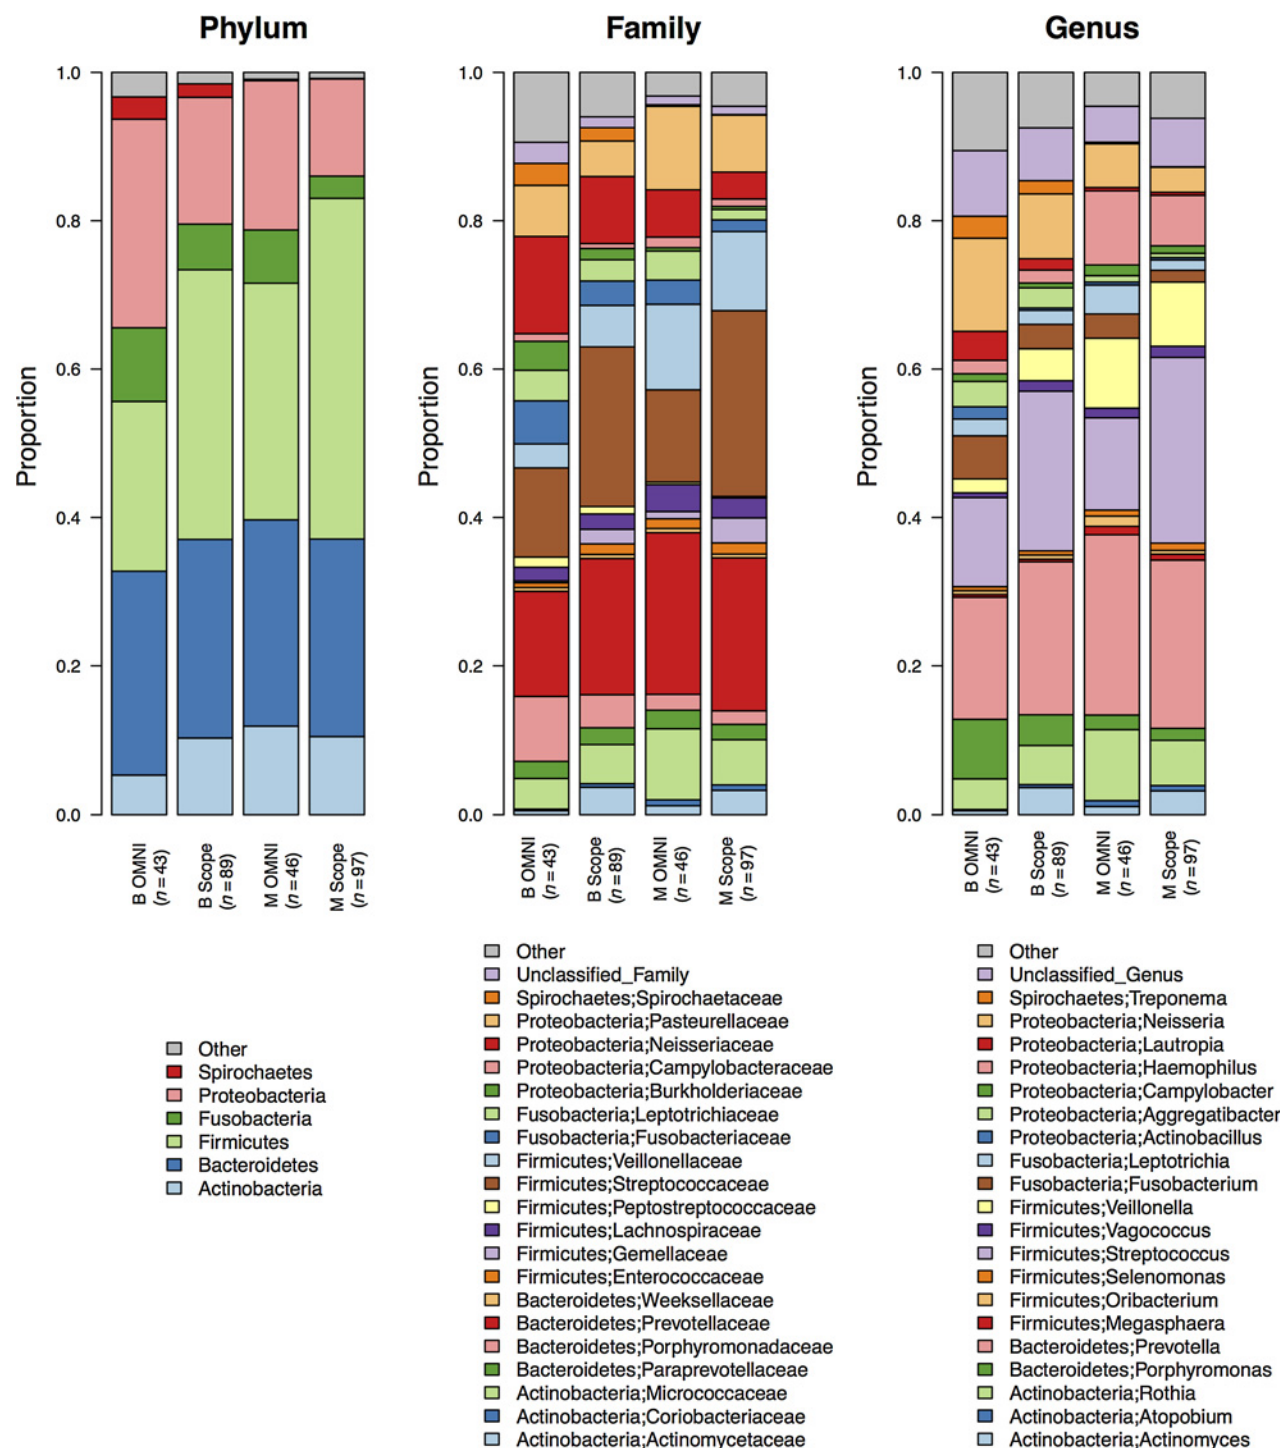 Phylum
Family
Genus
Proportion
1.0
0.8
0.6
0.4
0.2
0.0
B OMNI
(n=43)
B Scope
(n=89)
M OMNI
(n=46)
M Scope
(n=97)
Proportion
1.0
0.8
0.6
0.4
0.2
0.0
B OMNI
(n=43)
B Scope
(n=89)
M OMNI
(n=46)
M Scope
(n=97)
Proportion
1.0
0.8
0.6
0.4
0.2
0.0
B OMNI
(n=43)
B Scope
(n=89)
M OMNI
(n=46)
M Scope
(n=97)
Other
Spirochaetes
Proteobacteria
Fusobacteria
Firmicutes
Bacteroidetes
Actinobacteria
Other
Unclassified_Family
Spirochaetes;Spirochaetaceae
Proteobacteria;Pasteurellaceae
Proteobacteria;Neisseriaceae
Proteobacteria;Campylobacteraceae
Proteobacteria;Burkholderiaceae
Fusobacteria;Leptotrichiaceae
Fusobacteria;Fusobacteriaceae
Firmicutes;Veillonellaceae
Firmicutes;Streptococcaceae
Firmicutes;Peptostreptococcaceae
Firmicutes;Lachnospiraceae
Firmicutes;Gemellaceae
Firmicutes;Enterococcaceae
Bacteroidetes;Weeksellaceae
Bacteroidetes;Prevotellaceae
Bacteroidetes;Porphyromonadaceae
Bacteroidetes;Paraprevotellaceae
Actinobacteria;Micrococcaceae
Actinobacteria;Coriobacteriaceae
Actinobacteria;Actinomycetaceae
Other
Unclassified_Genus
Spirochaetes;Treponema
Proteobacteria;Neisseria
Proteobacteria;Lautropia
Proteobacteria;Haemophilus
Proteobacteria;Campylobacter
Proteobacteria;Aggregatibacter
Proteobacteria;Actinobacillus
Fusobacteria;Leptotrichia
Fusobacteria;Fusobacterium
Firmicutes;Veillonella
Firmicutes;Vagococcus
Firmicutes;Streptococcus
Firmicutes;Selenomonas
Firmicutes;Oribacterium
Firmicutes;Megasphaera
Bacteroidetes;Prevotella
Bacteroidetes;Porphyromonas
Actinobacteria;Rothia
Actinobacteria;Atopobium
Actinobacteria;Actinomyces